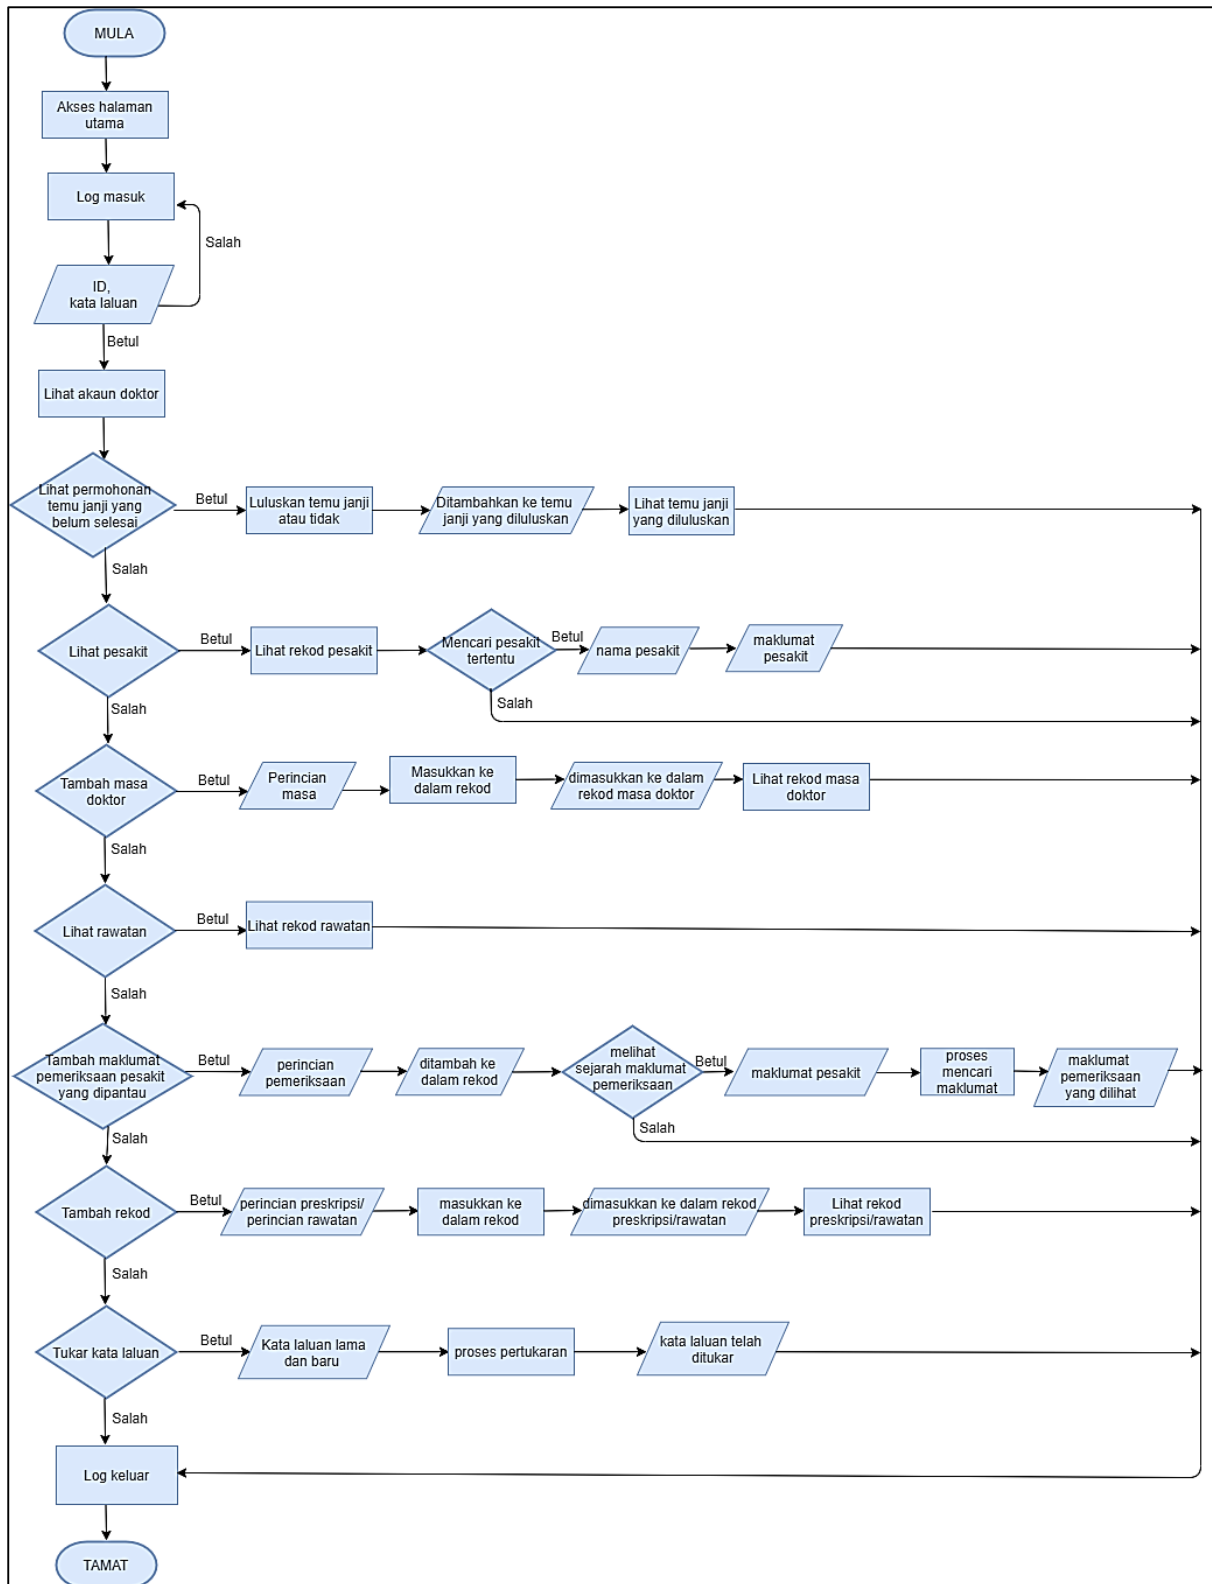 MULA
Akses halaman
utama
Log masuk
Salah
ID,
kata laluan
Betul
Lihat akaun doktor
Lihat permohonan
temu janji yang
belum selesai
Betul
Luluskan temu janji
atau tidak
Ditambahkan ke temu
janji yang diluluskan
Lihat temu janji
yang diluluskan
Salah
Lihat pesakit
Betul
Lihat rekod pesakit
Mencari pesakit
tertentu
Betul
nama pesakit
maklumat
pesakit
Salah
Salah
Tambah masa
doktor
Betul
Perincian
masa
Masukkan ke
dalam rekod
dimasukkan ke dalam
rekod masa doktor
Lihat rekod masa
doktor
Salah
Lihat rawatan
Betul
Lihat rekod rawatan
Salah
Tambah maklumat
pemeriksaan pesakit
yang dipantau
Betul
perincian
pemeriksaan
ditambah ke
dalam rekod
melihat
sejarah maklumat
pemeriksaan
Betul
maklumat pesakit
proses
mencari
maklumat
maklumat
pemeriksaan
yang dilihat
Salah
Salah
Tambah rekod
Betul
perincian preskripsi/
perincian rawatan
masukkan ke
dalam rekod
dimasukkan ke dalam rekod
preskripsi/rawatan
Lihat rekod
preskripsi/rawatan
Salah
Tukar kata laluan
Betul
Kata laluan lama
dan baru
proses pertukaran
kata laluan telah
ditukar
Salah
Log keluar
TAMAT